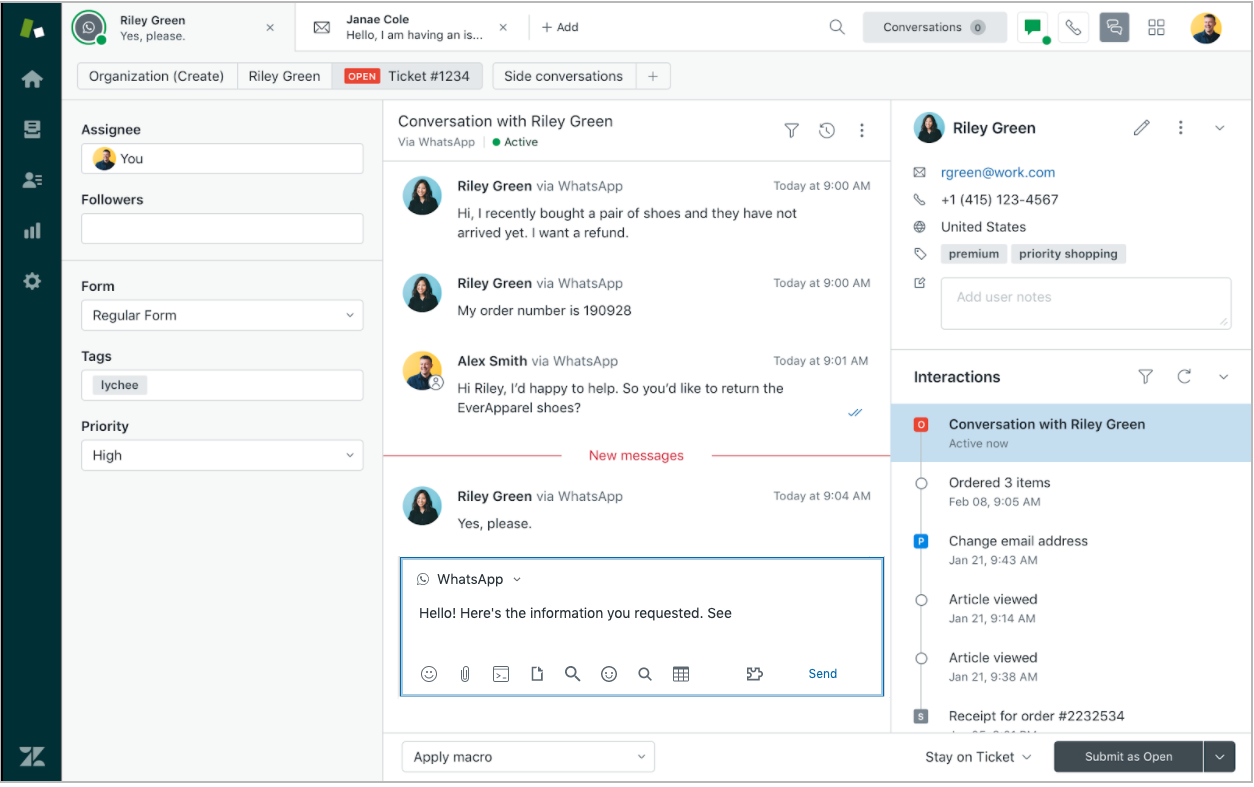 Riley Green
Yes, please.
Janae Cole
Hello, I am having an is...
+ Add
Conversations 0
Organization (Create)
Riley Green
OPEN Ticket #1234
Side conversations
+
Assignee
You
Followers
Form
Regular Form
Tags
lychee
Priority
High
Conversation with Riley Green
Via WhatsApp
Active
Riley Green via WhatsApp
Today at 9:00 AM
Hi, I recently bought a pair of shoes and they have not
arrived yet. I want a refund.
Riley Green via WhatsApp
Today at 9:00 AM
My order number is 190928
Alex Smith via WhatsApp
Today at 9:01 AM
Hi Riley, I'd happy to help. So you'd like to return the
EverApparel shoes?
New messages
Riley Green via WhatsApp
Today at 9:04 AM
Yes, please.
WhatsApp
Hello! Here's the information you requested. See
Send
Apply macro
Riley Green
rgreen@work.com
+1 (415) 123-4567
United States
premium
priority shopping
Add user notes
Interactions
O
Conversation with Riley Green
Active now
Ordered 3 items
Feb 08, 9:05 AM
P
Change email address
Jan 21, 9:43 AM
Article viewed
Jan 21, 9:14 AM
Article viewed
Jan 21, 9:38 AM
S
Receipt for order #2232534
Stay on Ticket
Submit as Open